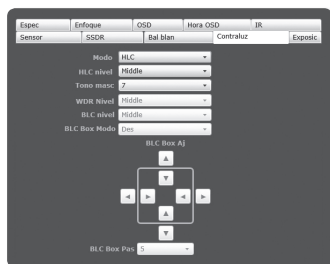 Espec Enfoque OSD Hora OSD IR
Sensor SSDR Bal blan Contraluz Exposic
Modo HLC
HLC nivel Middle
Tono masc 7
WDR Nivel Middle
BLC nivel Middle
BLC Box Modo Des
BLC Box Aj
BLC Box Pas 5